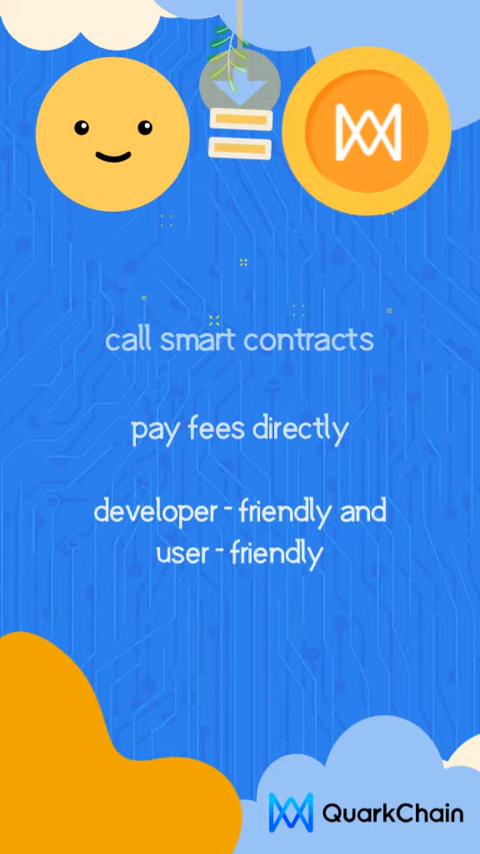 call smart contracts
pay fees directly
developer - friendly and
user - friendly
QuarkChain